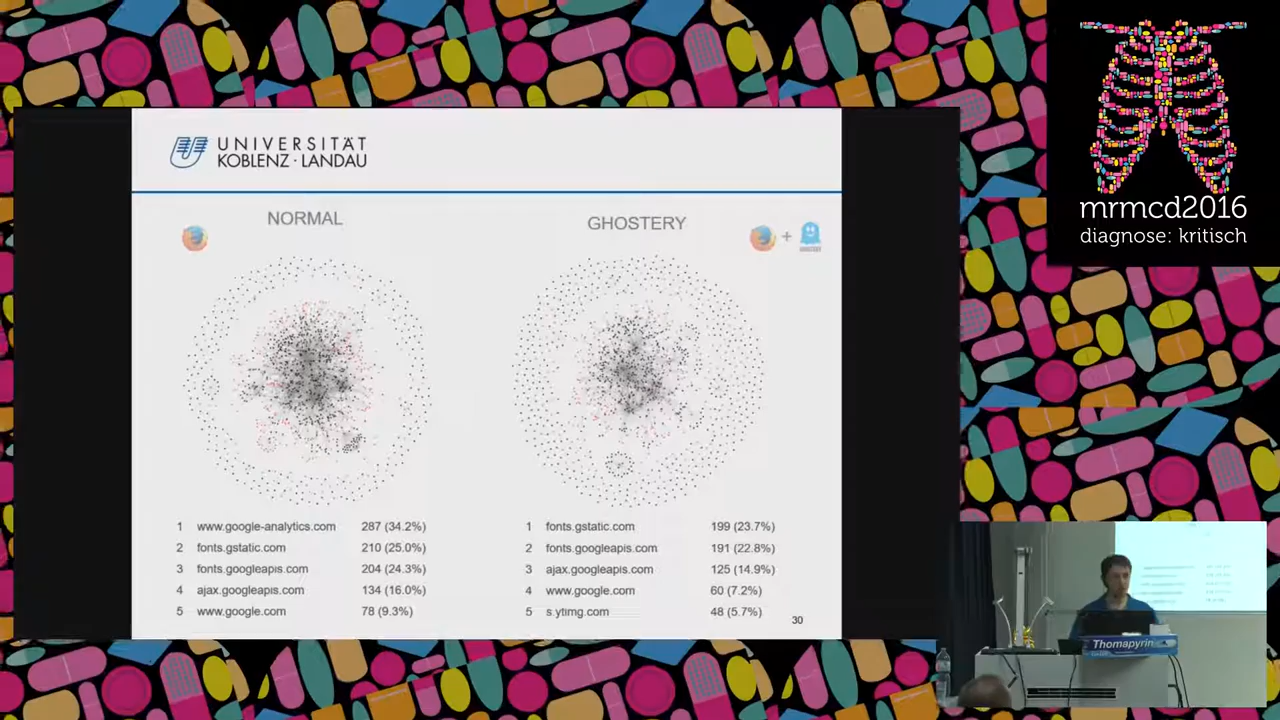 UNIVERSITÄT
KOBLENZ · LANDAU
NORMAL
GHOSTERY
+
1 www.google-analytics.com 287 (34.2%)
2 fonts.gstatic.com 210 (25.0%)
3 fonts.googleapis.com 204 (24.3%)
4 ajax.googleapis.com 134 (16.0%)
5 www.google.com 78 (9.3%)
1 fonts.gstatic.com 199 (23.7%)
2 fonts.googleapis.com 191 (22.8%)
3 ajax.googleapis.com 125 (14.9%)
4 www.google.com 60 (7.2%)
5 s.ytimg.com 48 (5.7%)
30
mrmcd2016
diagnose: kritisch
Thomapyrin